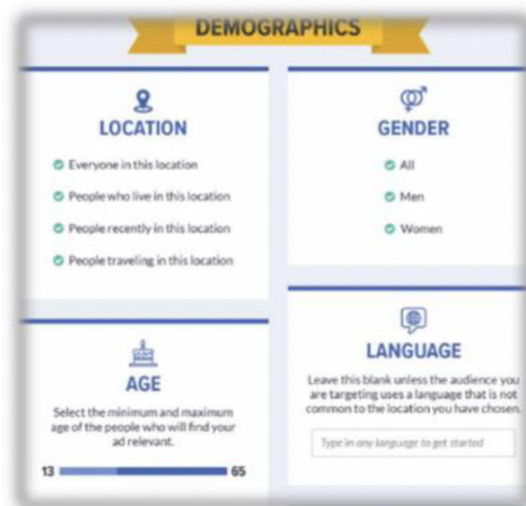 DEMOGRAPHICS
LOCATION
Everyone in this location
People who live in this location
People recently in this location
People traveling in this location
GENDER
All
Men
Women
AGE
Select the minimum and maximum
age of the people who will find your
ad relevant.
13 65
LANGUAGE
Leave this blank unless the audience you
are targeting uses a language that is not
common to the location you have chosen.
Type in any language to get started